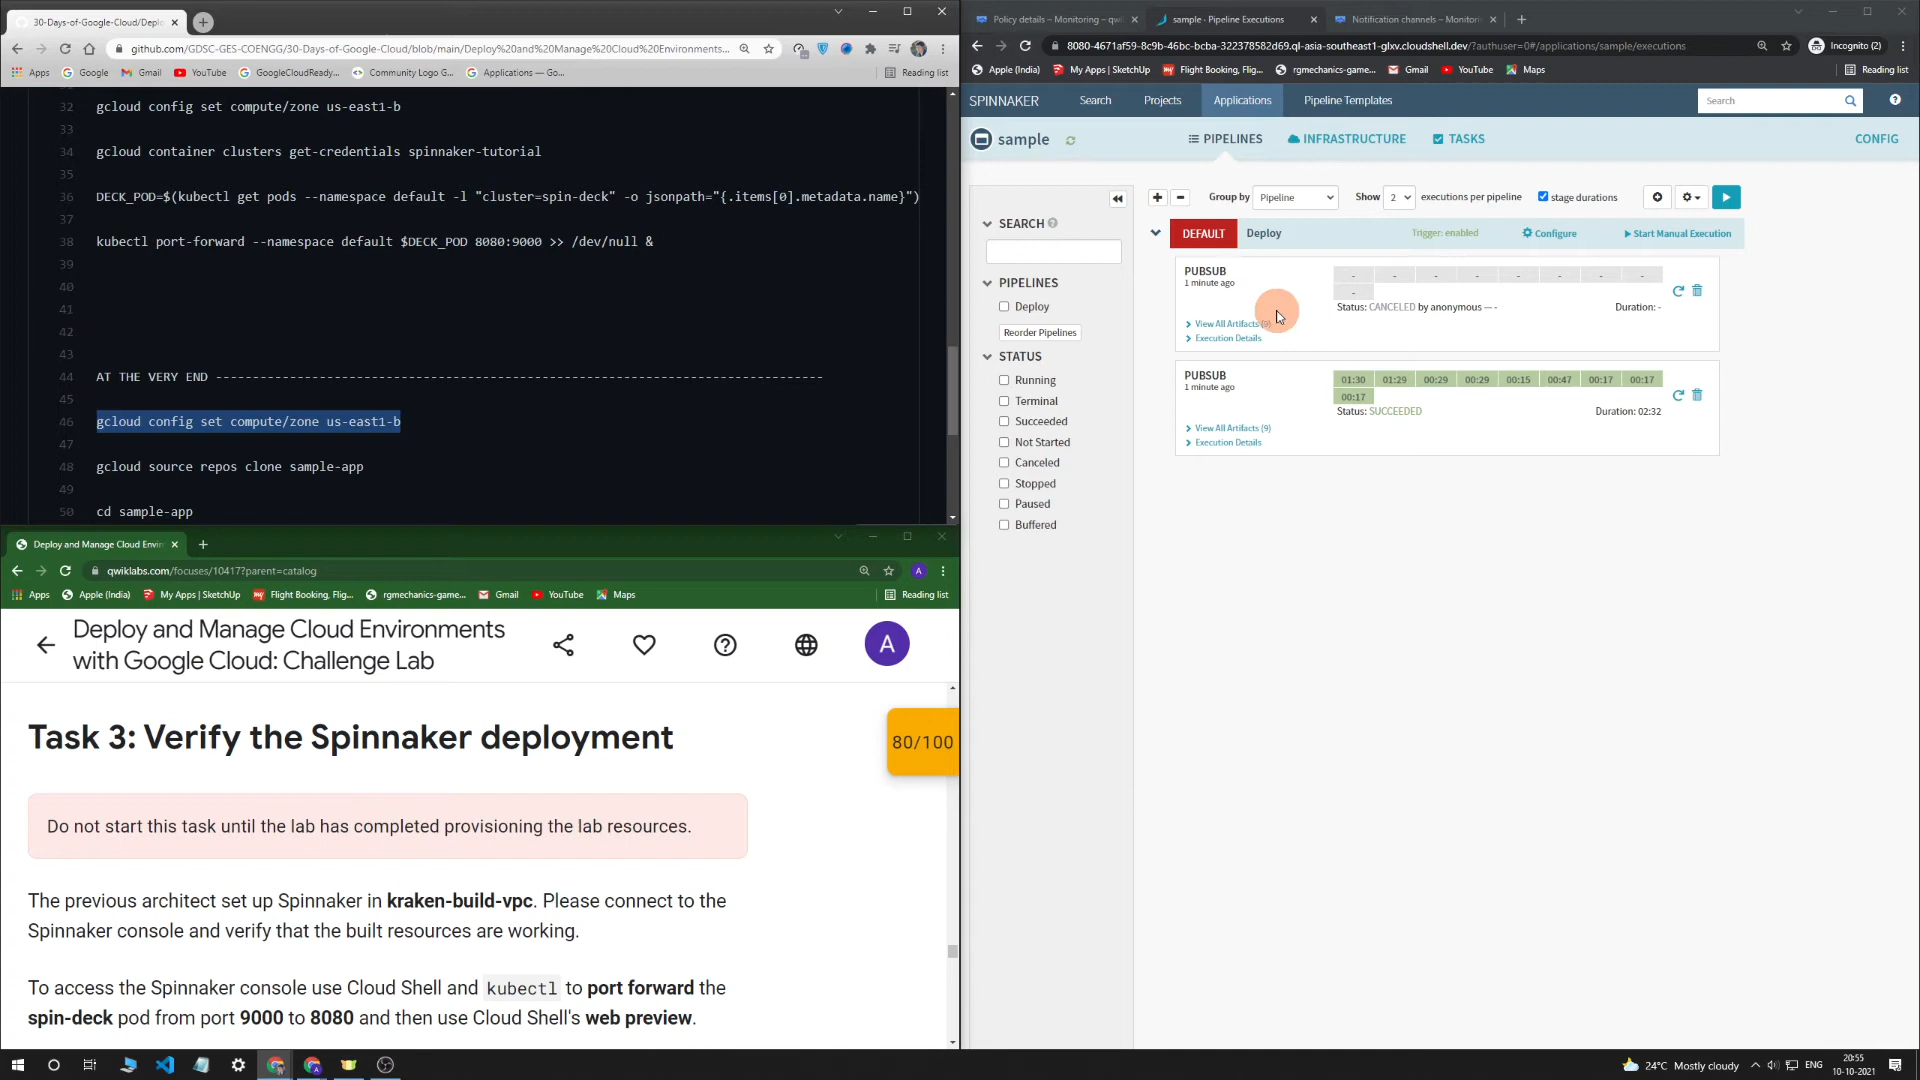 30-Days-of-Google-Cloud/Deplo
github.com/GDSC-GES-COENGG/30-Days-of-Google-Cloud/blob/main/Deploy%20and%20Manage%20Cloud%20Environments...
Apps Google Gmail YouTube GoogleCloudReady... Community Logo G... Applications — Go... Reading list
32 gcloud config set compute/zone us-east1-b
33
34 gcloud container clusters get-credentials spinnaker-tutorial
35
36 DECK_POD=$(kubectl get pods --namespace default -l "cluster=spin-deck" -o jsonpath="{.items[0].metadata.name}")
37
38 kubectl port-forward --namespace default $DECK_POD 8080:9000 >> /dev/null &
39
40
41
42
43
44 AT THE VERY END ----------------------------------------------------------------------------------
45
46 gcloud config set compute/zone us-east1-b
47
48 gcloud source repos clone sample-app
49
50 cd sample-app
Deploy and Manage Cloud Envir
qwiklabs.com/focuses/10417?parent=catalog
Apps Apple (India) My Apps | SketchUp Flight Booking, Flig... rgmechanics-game... Gmail YouTube Maps Reading list
Deploy and Manage Cloud Environments
with Google Cloud: Challenge Lab
A
Task 3: Verify the Spinnaker deployment
80/100
Do not start this task until the lab has completed provisioning the lab resources.
The previous architect set up Spinnaker in kraken-build-vpc. Please connect to the
Spinnaker console and verify that the built resources are working.
To access the Spinnaker console use Cloud Shell and kubectl to port forward the
spin-deck pod from port 9000 to 8080 and then use Cloud Shell's web preview.
Policy details – Monitoring – qwi sample · Pipeline Executions Notification channels – Monitori
8080-4671af59-8c9b-46bc-bcba-322378582d69.ql-asia-southeast1-glxv.cloudshell.dev/?authuser=0#/applications/sample/executions Incognito (2)
Apple (India) My Apps | SketchUp Flight Booking, Flig... rgmechanics-game... Gmail YouTube Maps Reading list
SPINNAKER Search Projects Applications Pipeline Templates Search
sample PIPELINES INFRASTRUCTURE TASKS CONFIG
Group by Pipeline Show 2 executions per pipeline stage durations
SEARCH
PIPELINES
Deploy
Reorder Pipelines
STATUS
Running
Terminal
Succeeded
Not Started
Canceled
Stopped
Paused
Buffered
DEFAULT Deploy Trigger: enabled Configure Start Manual Execution
PUBSUB
1 minute ago
- - - - - - - -
-
Status: CANCELED by anonymous — - Duration: -
View All Artifacts (9)
Execution Details
PUBSUB
1 minute ago
01:30 01:29 00:29 00:29 00:15 00:47 00:17 00:17
00:17
Status: SUCCEEDED Duration: 02:32
View All Artifacts (9)
Execution Details
24°C Mostly cloudy ENG 20:55
10-10-2021